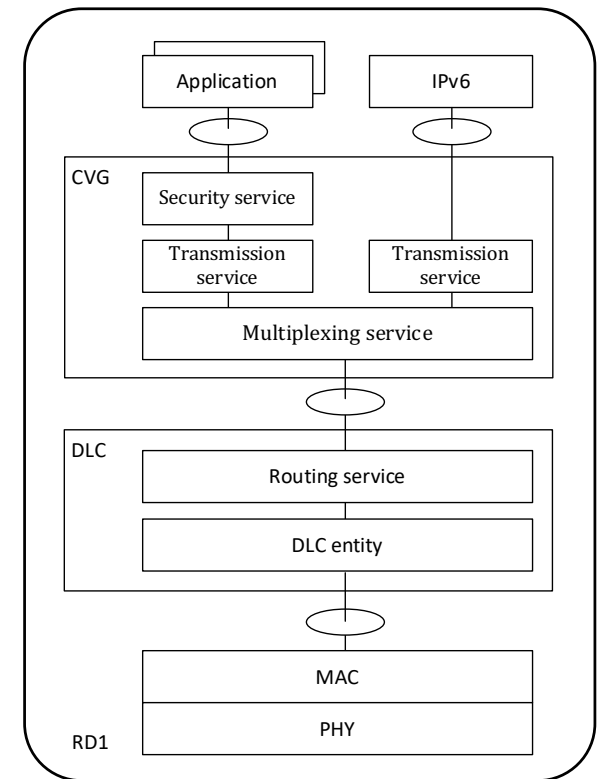 Application
IPv6
CVG
Security service
Transmission
service
Transmission
service
Multiplexing service
DLC
Routing service
DLC entity
MAC
PHY
RD1